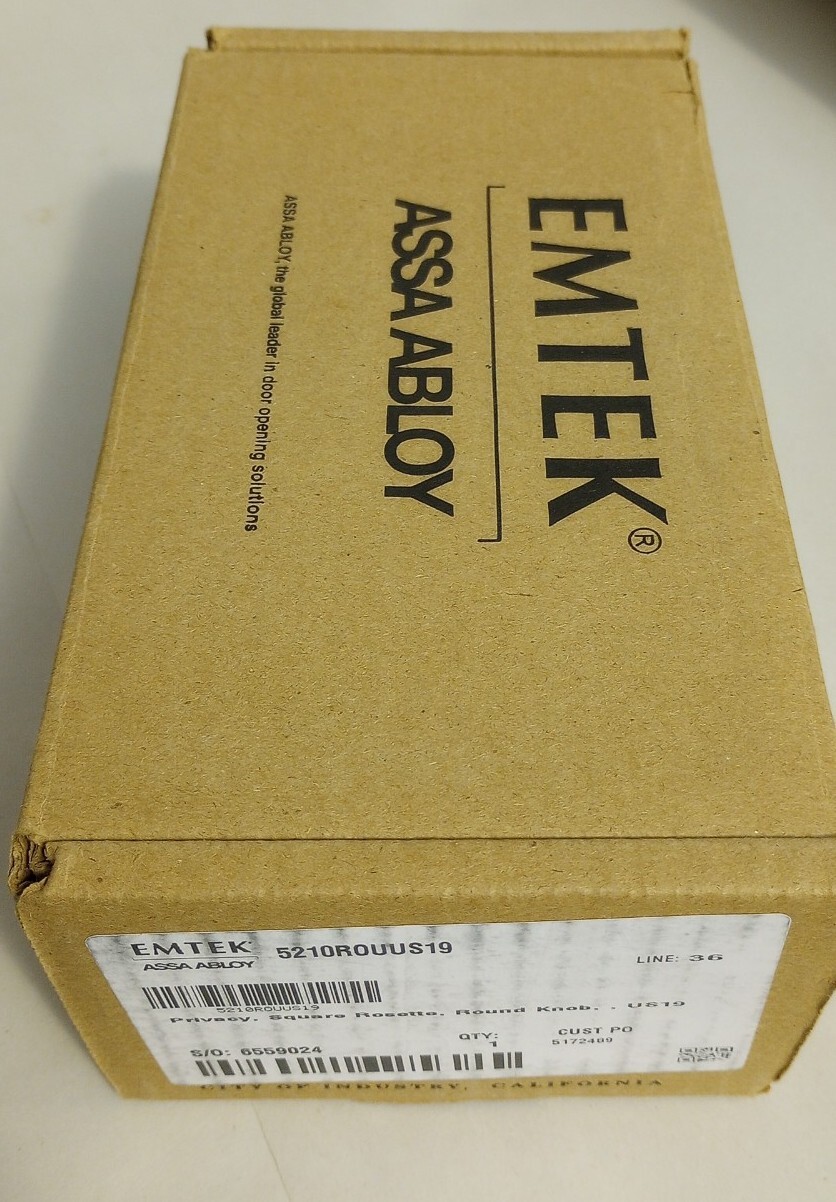 EMTEK®
ASSA ABLOY
ASSA ABLOY, the global leader in door opening solutions
EMTEK 5210ROUUS19
ASSA ABLOY
LINE: 36
5210ROUUS19
Privacy, Square Rosette, Round Knob, , US19
QTY: CUST PO
S/O: 6559024 1 5172489
CITY OF INDUSTRY, CALIFORNIA